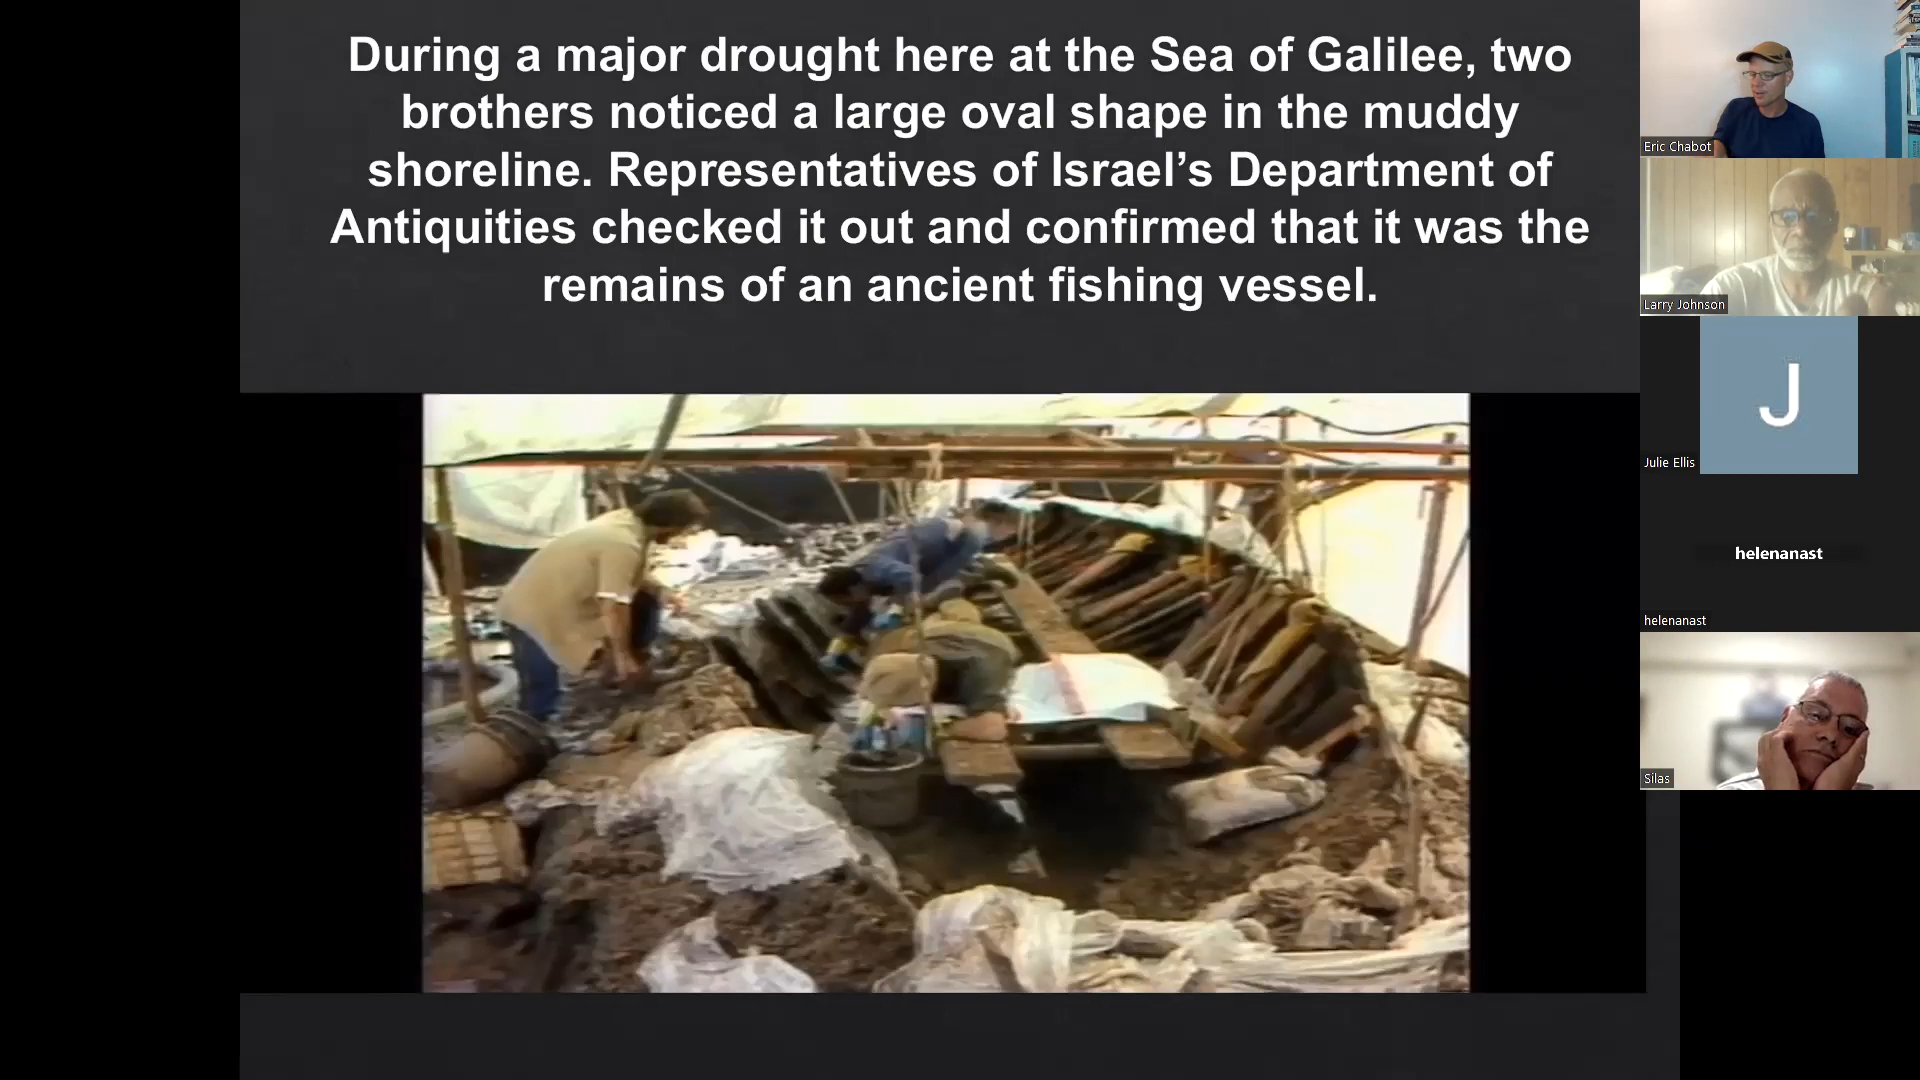 During a major drought here at the Sea of Galilee, two
brothers noticed a large oval shape in the muddy
shoreline. Representatives of Israel’s Department of
Antiquities checked it out and confirmed that it was the
remains of an ancient fishing vessel.
Eric Chabot
Larry Johnson
J
Julie Ellis
helenanast
helenanast
Silas